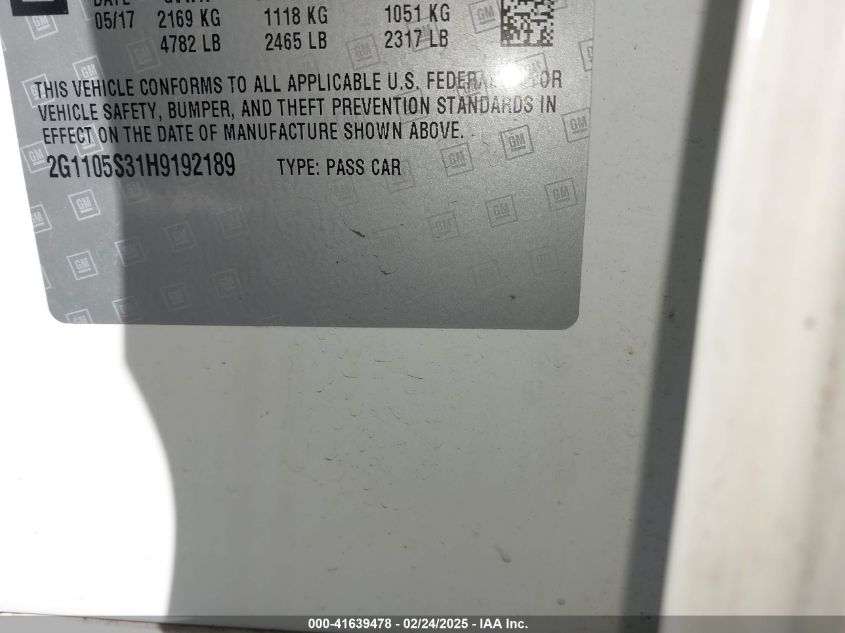 05/17 2169 KG 1118 KG 1051 KG
4782 LB 2465 LB 2317 LB
THIS VEHICLE CONFORMS TO ALL APPLICABLE U.S. FEDERAL MOTOR
VEHICLE SAFETY, BUMPER, AND THEFT PREVENTION STANDARDS IN
EFFECT ON THE DATE OF MANUFACTURE SHOWN ABOVE.
2G1105S31H9192189 TYPE: PASS CAR
000-41639478 - 02/24/2025 - IAA Inc.